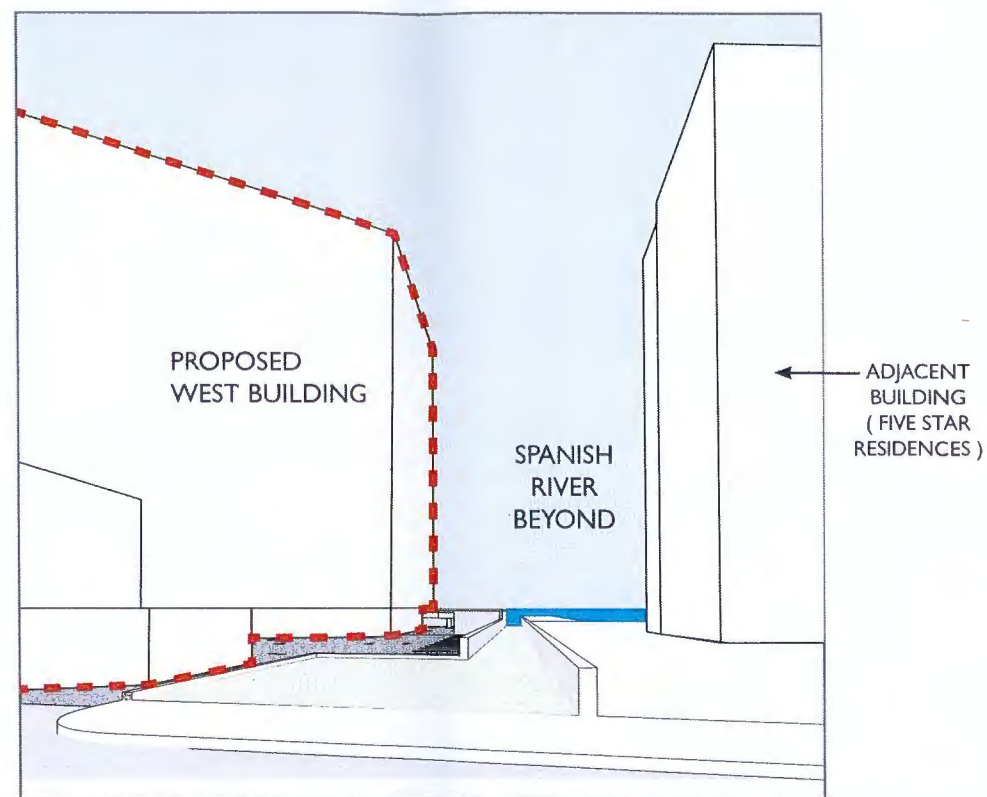 PROPOSED
WEST BUILDING
SPANISH
RIVER
BEYOND
ADJACENT
BUILDING
( FIVE STAR
RESIDENCES )